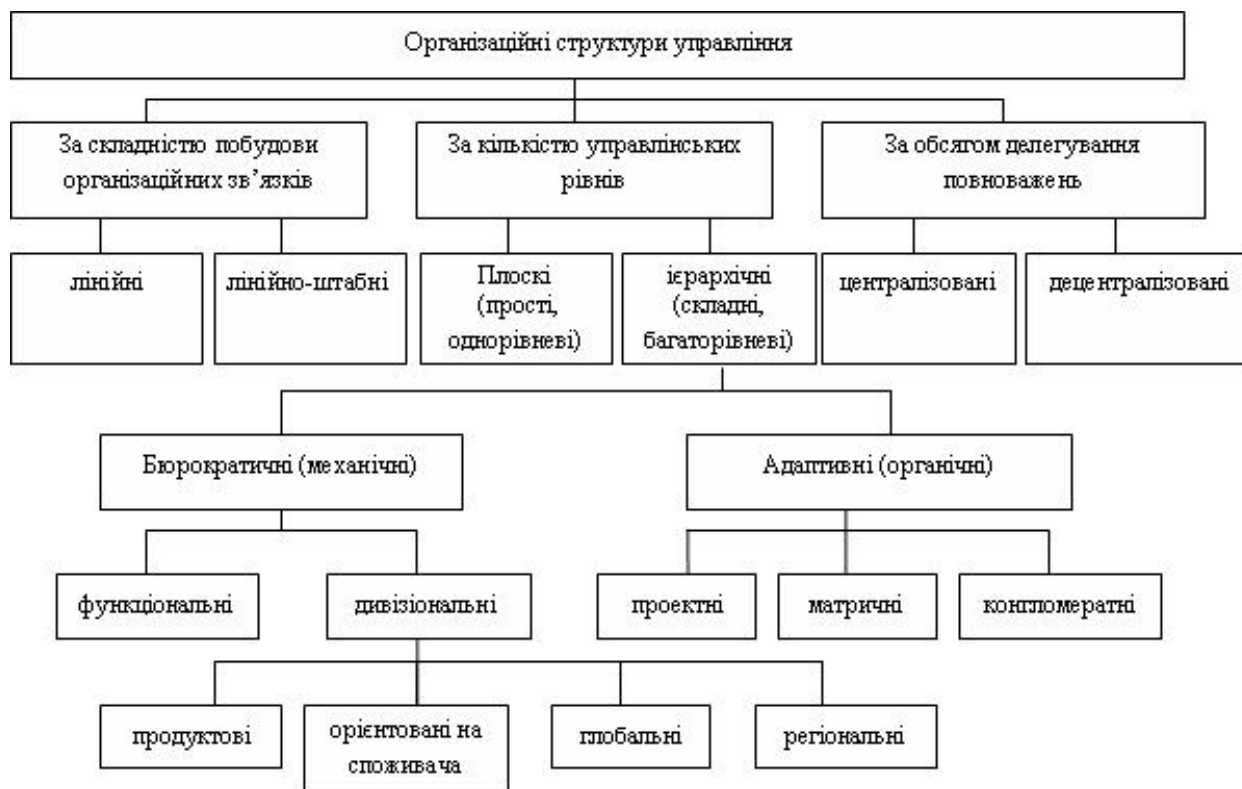 Організаційні структури управління
За складністю побудови
організаційних зв’язків
За кількістю управлінських
рівнів
За обсягом делегування
повноважень
лінійні
лінійно-штабні
Плоскі
(прості,
однорівневі)
ієрархічні
(складні,
багаторівневі)
централізовані
децентралізовані
Бюрократичні (механічні)
Адаптивні (органічні)
функціональні
дивізіональні
проектні
матричні
конгломератні
продуктові
орієнтовані на
споживача
глобальні
регіональні